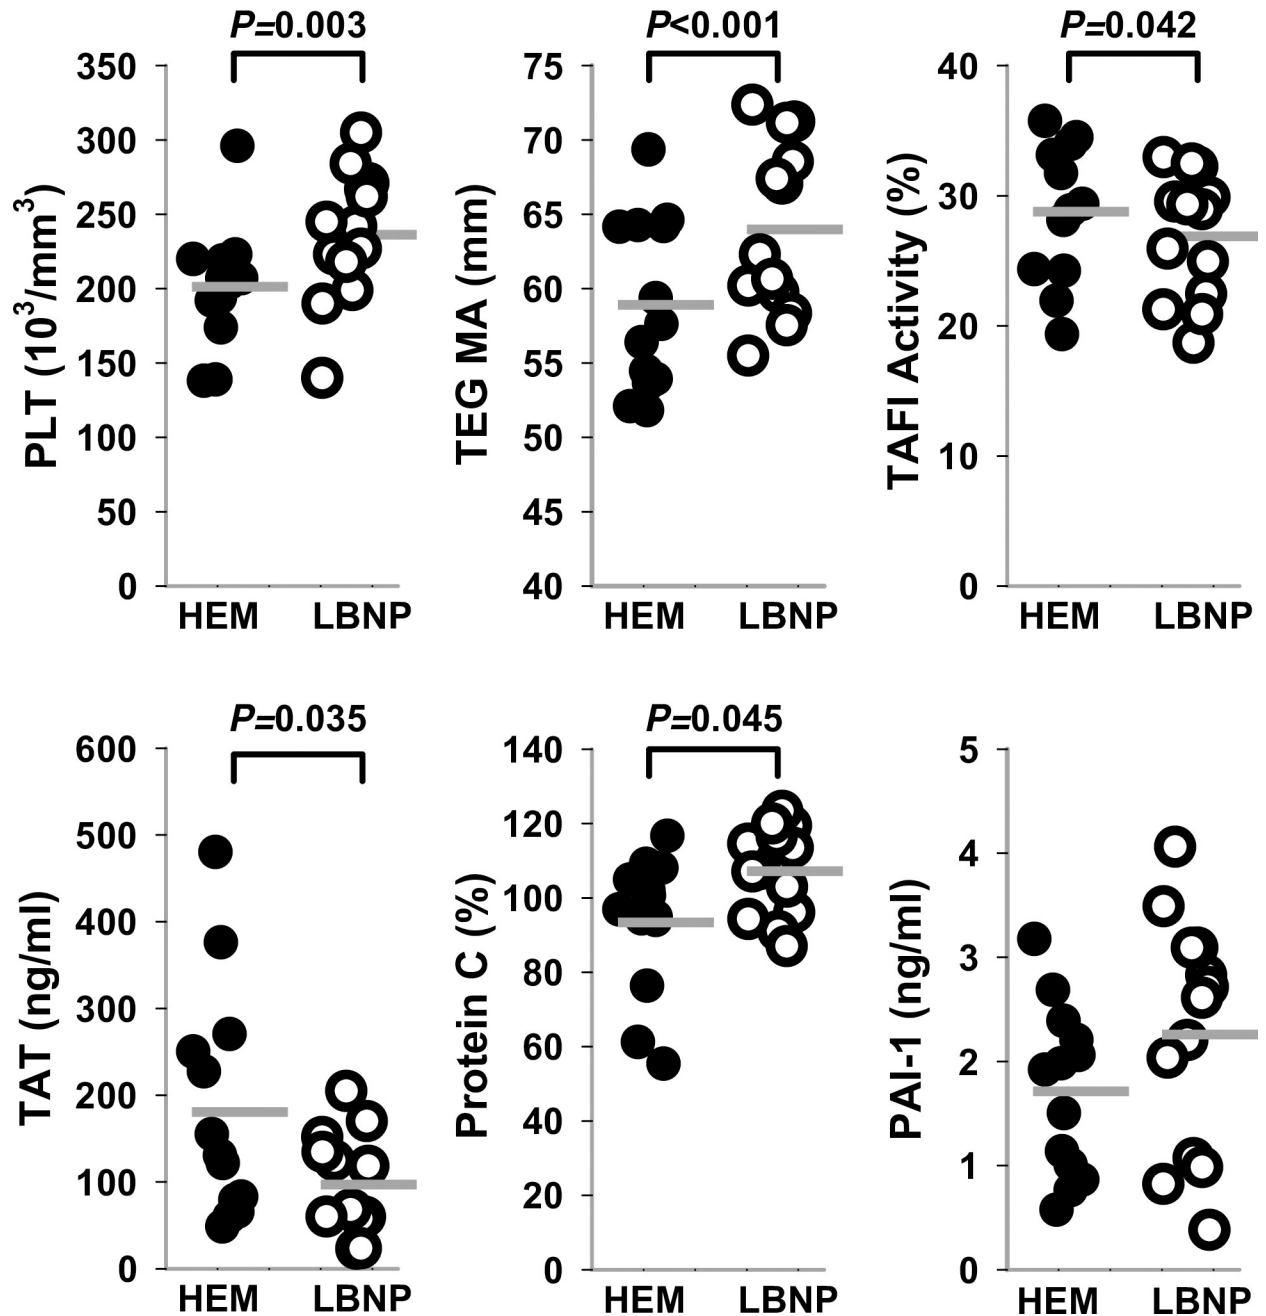 P=0.003
PLT (10³/mm³)
350
300
250
200
150
100
50
0
HEM LBNP
P<0.001
TEG MA (mm)
75
70
65
60
55
50
45
40
HEM LBNP
P=0.042
TAFI Activity (%)
40
30
20
10
0
HEM LBNP
P=0.035
TAT (ng/ml)
600
500
400
300
200
100
0
HEM LBNP
P=0.045
Protein C (%)
140
120
100
80
60
40
20
0
HEM LBNP
PAI-1 (ng/ml)
5
4
3
2
1
0
HEM LBNP